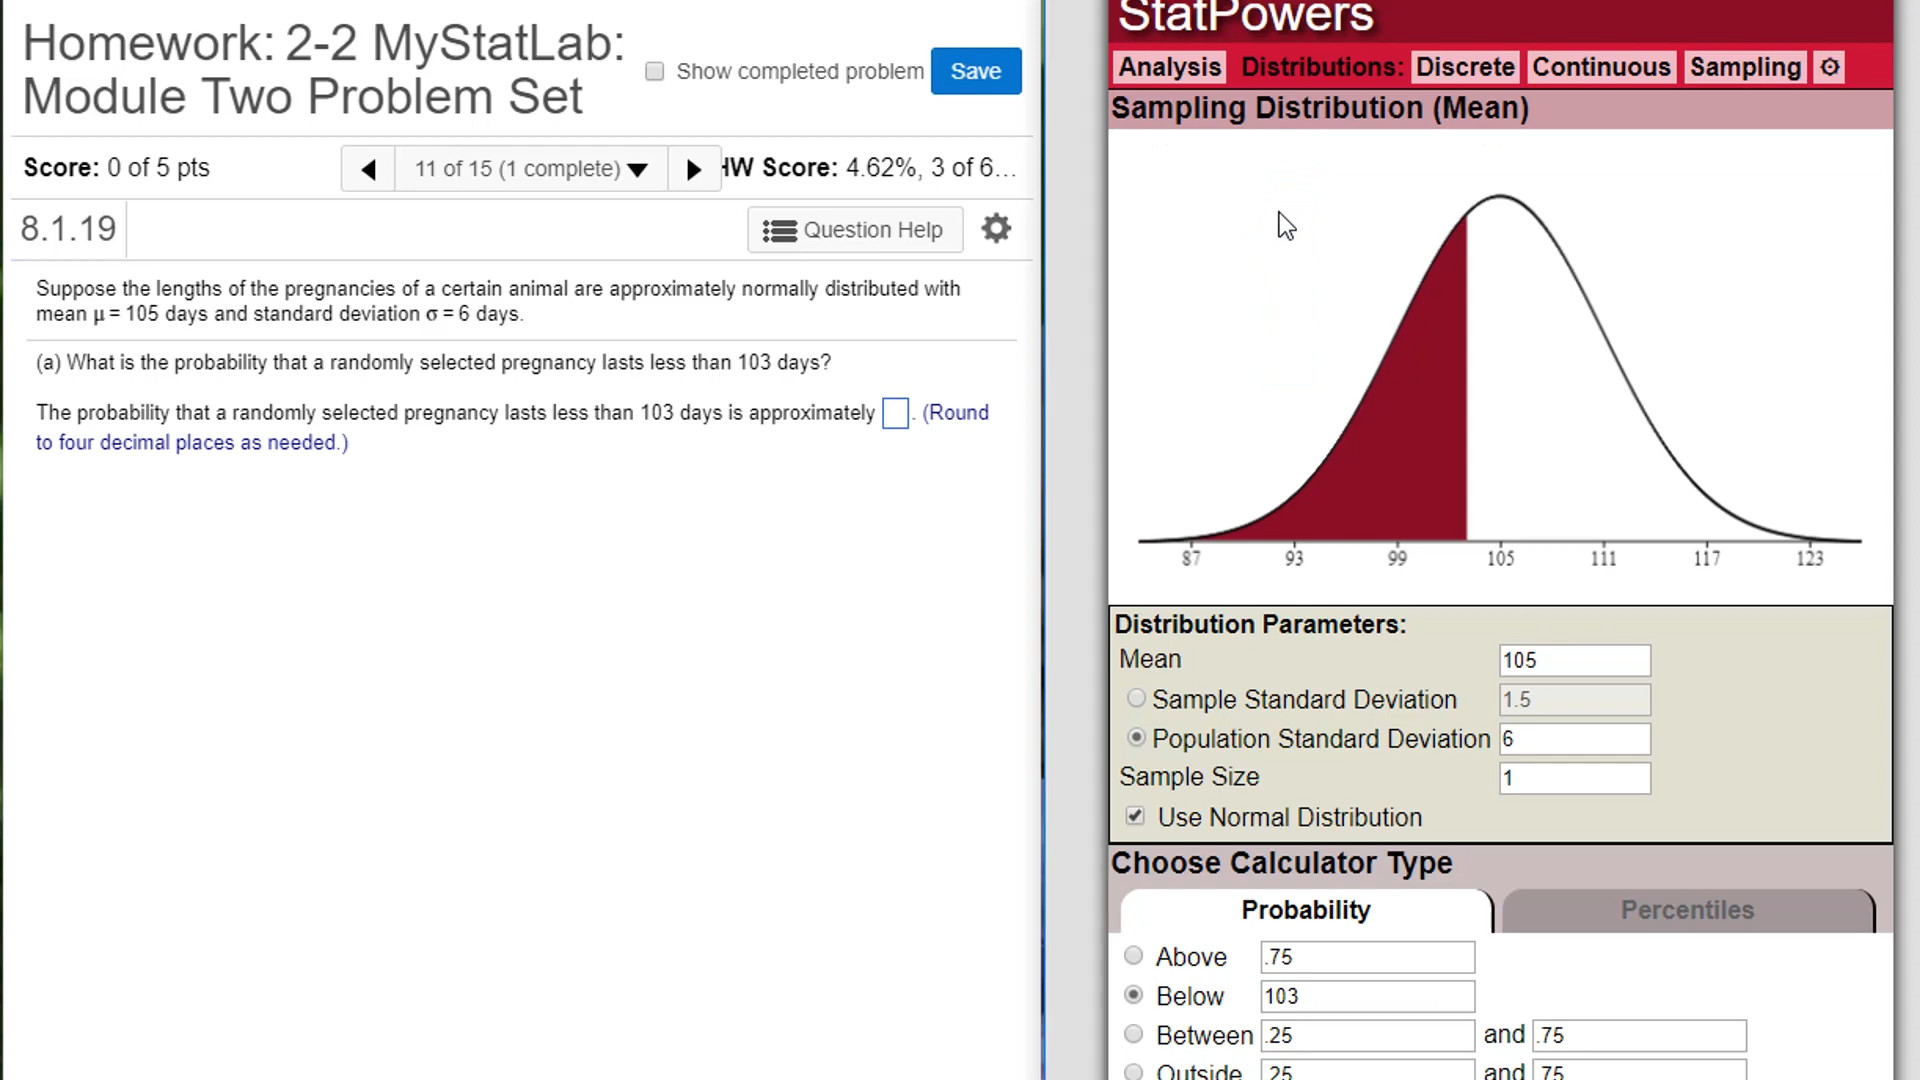 Homework: 2-2 MyStatLab:
Module Two Problem Set
Show completed problem
Save
Score: 0 of 5 pts
11 of 15 (1 complete)
HW Score: 4.62%, 3 of 6...
8.1.19
Question Help
Suppose the lengths of the pregnancies of a certain animal are approximately normally distributed with
mean μ = 105 days and standard deviation σ = 6 days.
(a) What is the probability that a randomly selected pregnancy lasts less than 103 days?
The probability that a randomly selected pregnancy lasts less than 103 days is approximately . (Round
to four decimal places as needed.)
StatPowers
Analysis Distributions: Discrete Continuous Sampling
Sampling Distribution (Mean)
87 93 99 105 111 117 123
Distribution Parameters:
Mean 105
Sample Standard Deviation 1.5
Population Standard Deviation 6
Sample Size 1
Use Normal Distribution
Choose Calculator Type
Probability Percentiles
Above .75
Below 103
Between .25 and .75
Outside .25 and .75